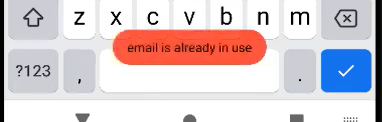 z x c v b n m
email is already in use
?123 , .